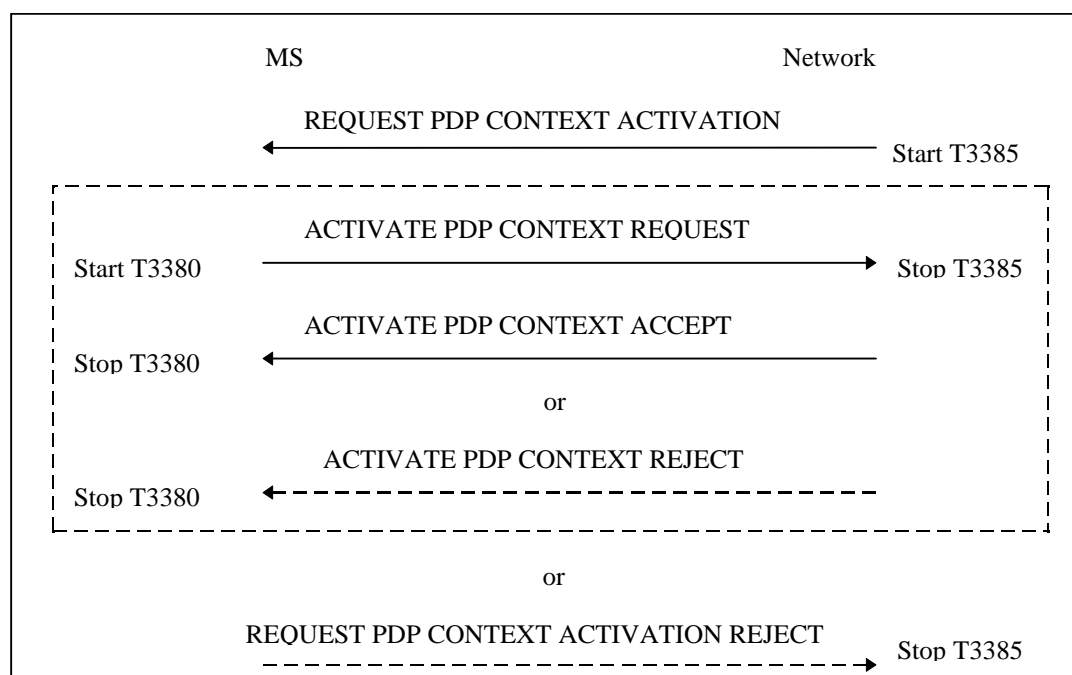 MS Network
REQUEST PDP CONTEXT ACTIVATION
Start T3385
ACTIVATE PDP CONTEXT REQUEST
Start T3380 Stop T3385
ACTIVATE PDP CONTEXT ACCEPT
Stop T3380
or
ACTIVATE PDP CONTEXT REJECT
Stop T3380
or
REQUEST PDP CONTEXT ACTIVATION REJECT
Stop T3385